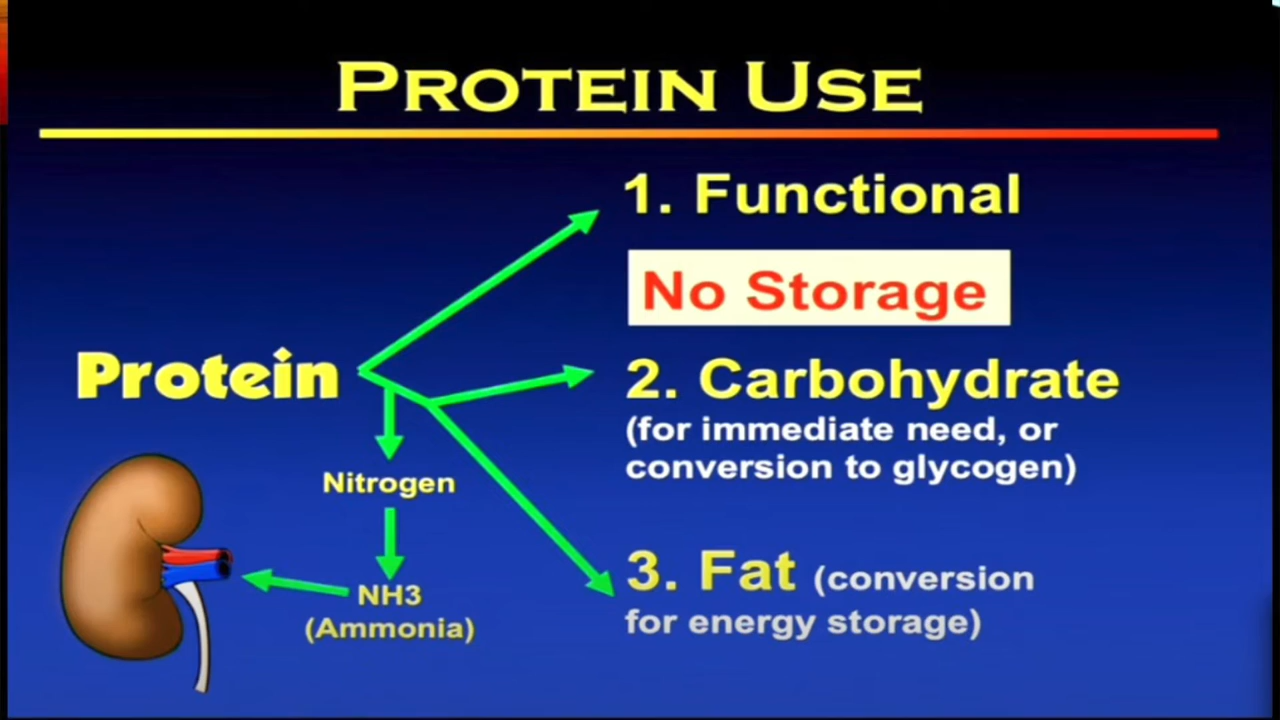 PROTEIN USE
1. Functional
No Storage
Protein
2. Carbohydrate
(for immediate need, or
conversion to glycogen)
Nitrogen
3. Fat (conversion
for energy storage)
NH3
(Ammonia)